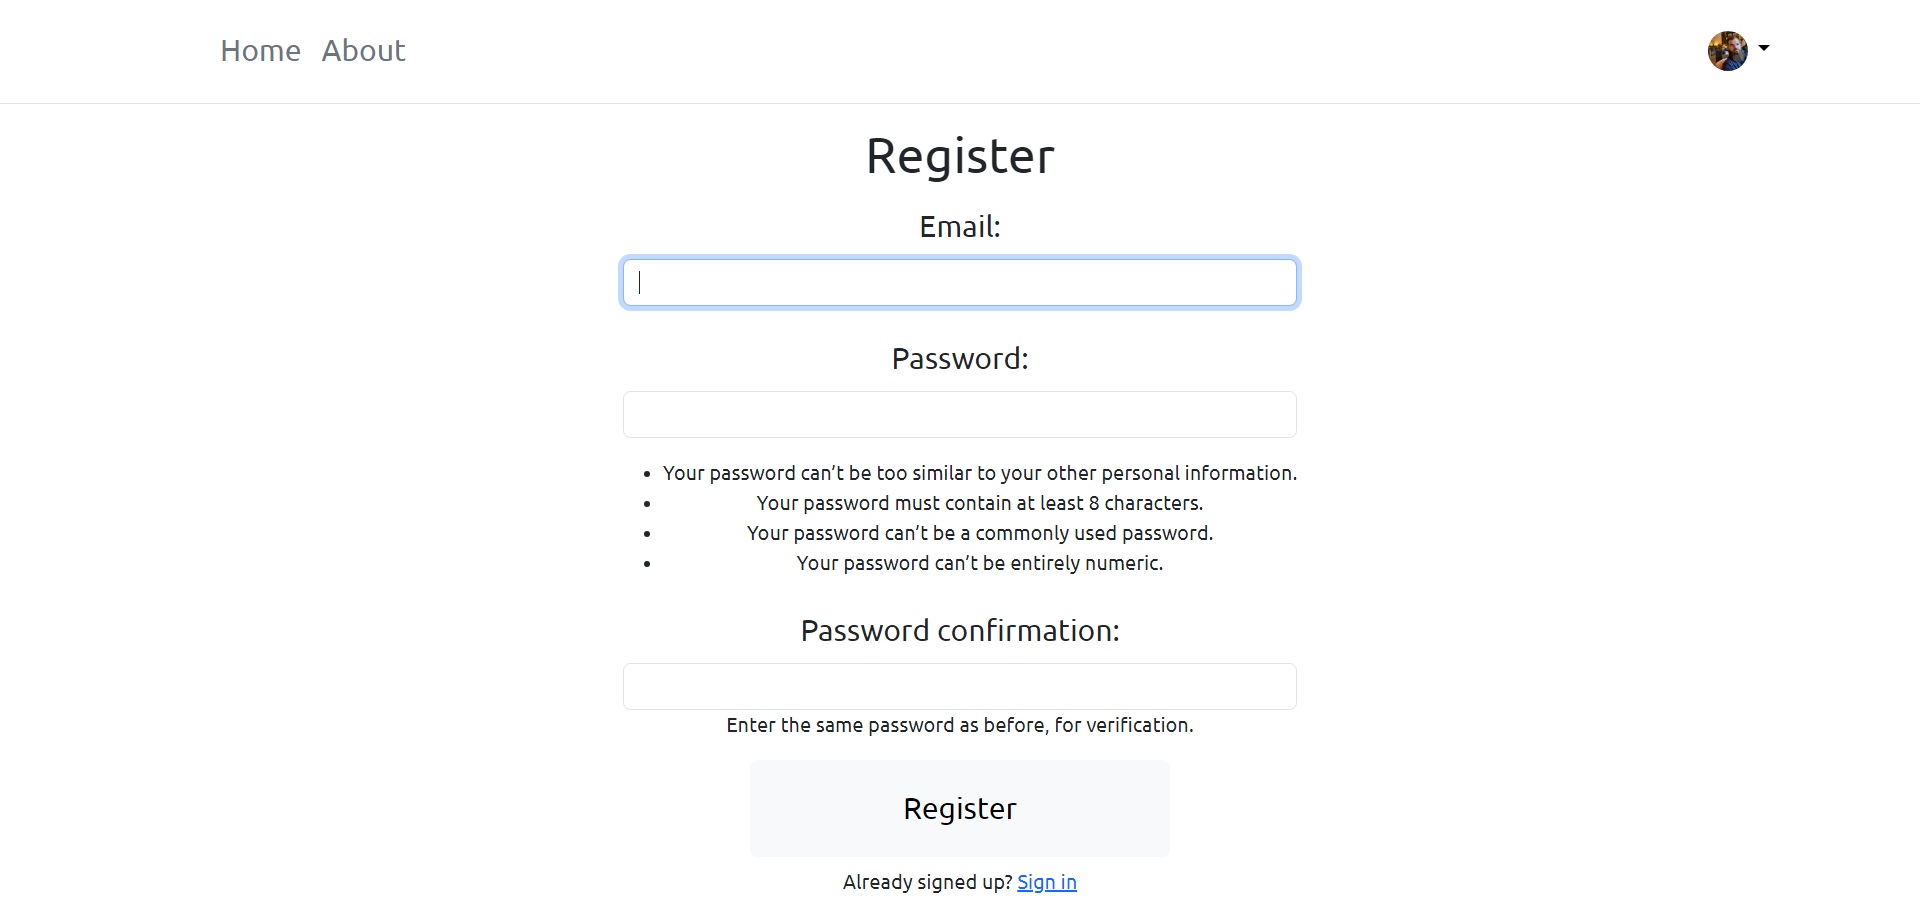 Home About
Register
Email:
Password:
• Your password can’t be too similar to your other personal information.
• Your password must contain at least 8 characters.
• Your password can’t be a commonly used password.
• Your password can’t be entirely numeric.
Password confirmation:
Enter the same password as before, for verification.
Register
Already signed up? Sign in